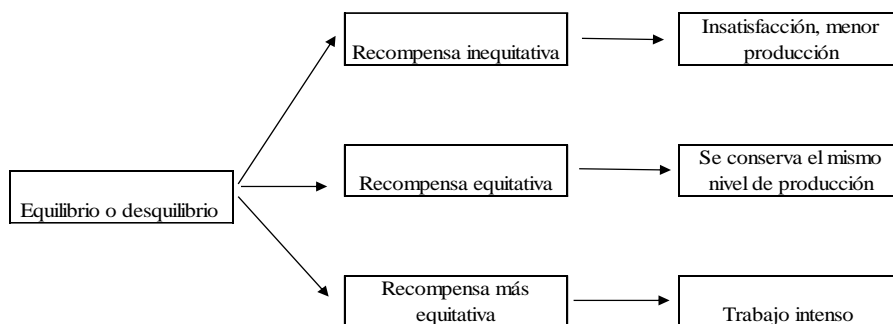 Recompensa inequitativa
Insatisfacción, menor
producción
Equilibrio o desquilibrio
Recompensa equitativa
Se conserva el mismo
nivel de producción
Recompensa más
equitativa
Trabajo intenso